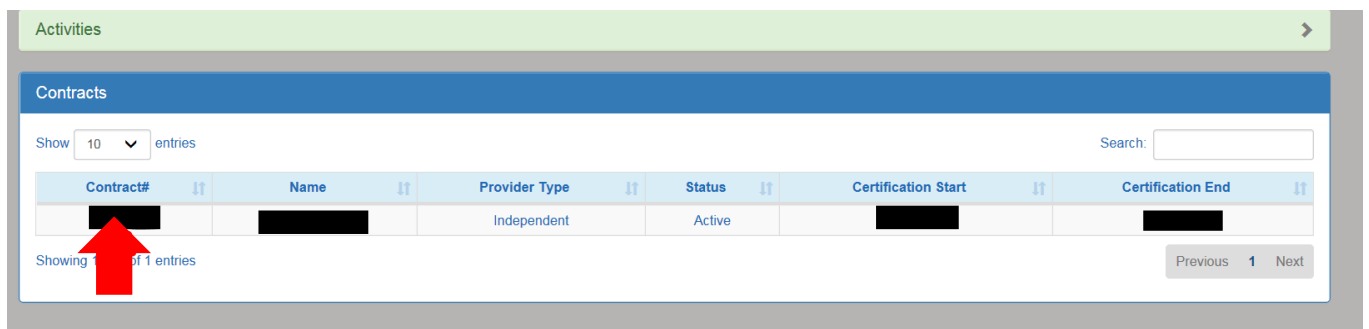 Activities
Contracts
Show 10 entries Search:
Contract# Name Provider Type Status Certification Start Certification End
Independent Active
Showing 1 of 1 entries Previous 1 Next